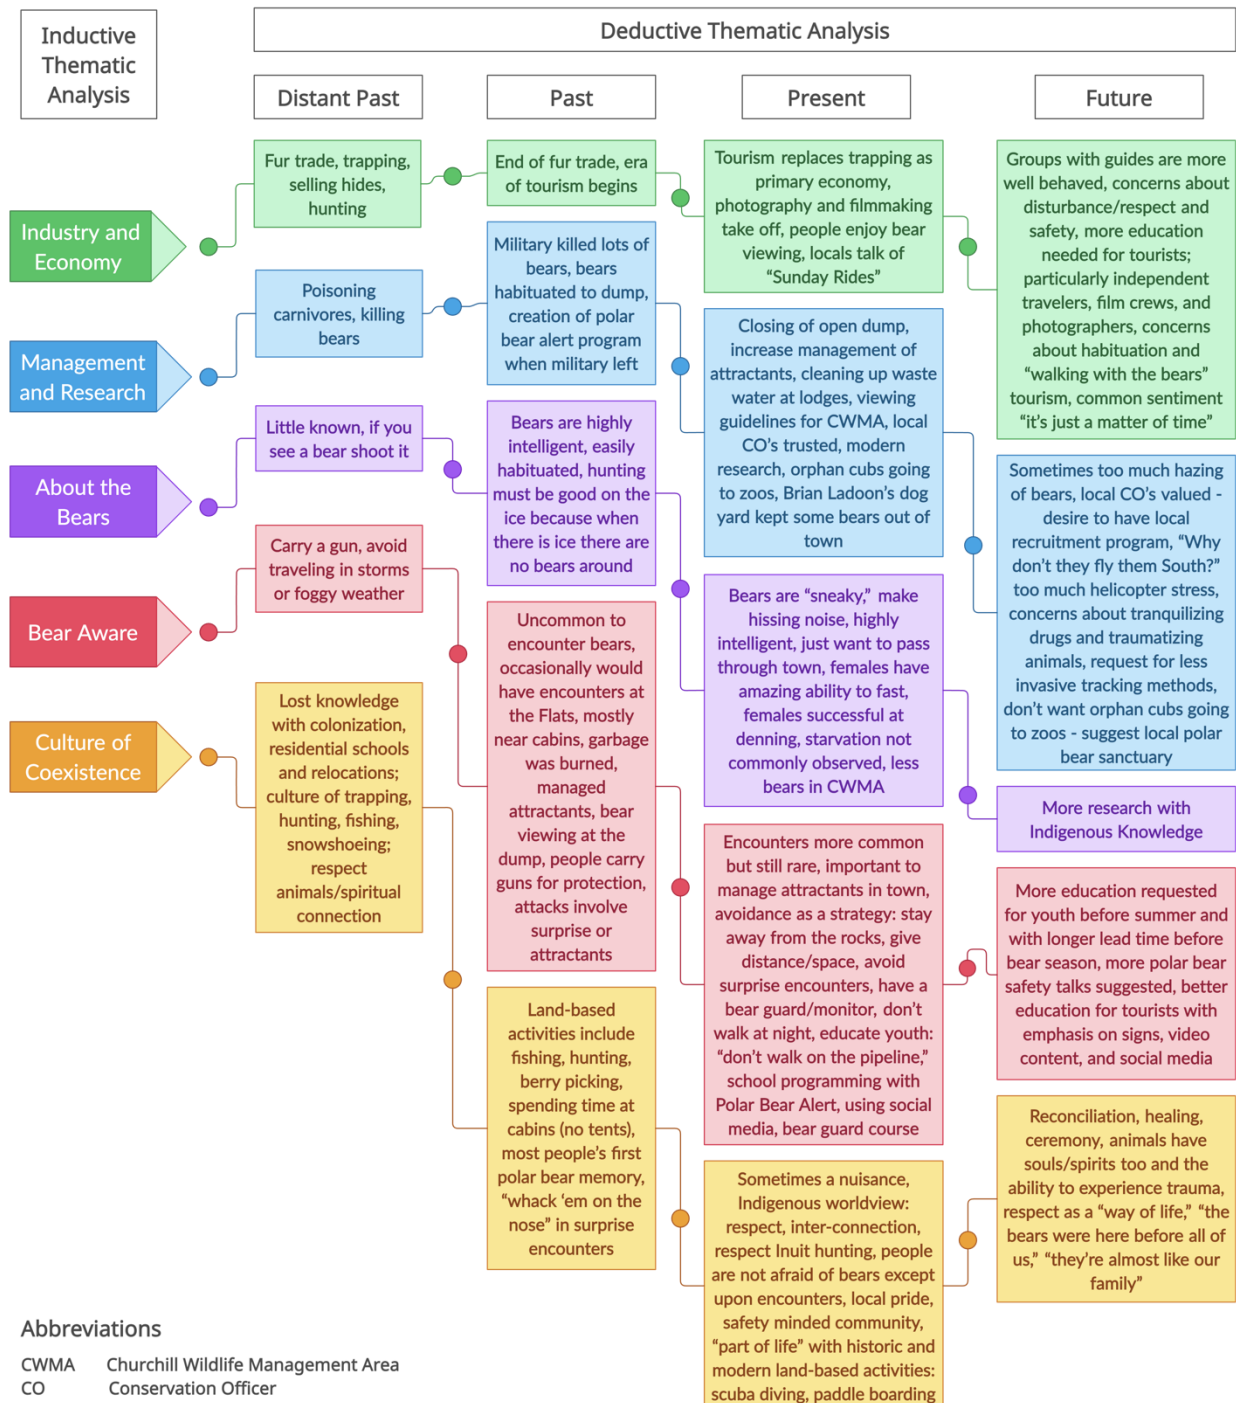 Inductive
Thematic
Analysis
Deductive Thematic Analysis
Distant Past
Past
Present
Future
Industry and
Economy
Fur trade, trapping,
selling hides,
hunting
End of fur trade, era
of tourism begins
Tourism replaces trapping as
primary economy,
photography and filmmaking
take off, people enjoy bear
viewing, locals talk of
“Sunday Rides”
Groups with guides are more
well behaved, concerns about
disturbance/respect and
safety, more education
needed for tourists;
particularly independent
travelers, film crews, and
photographers, concerns
about habituation and
“walking with the bears”
tourism, common sentiment
“it’s just a matter of time”
Management
and Research
Poisoning
carnivores, killing
bears
Military killed lots of
bears, bears
habituated to dump,
creation of polar
bear alert program
when military left
Closing of open dump,
increase management of
attractants, cleaning up waste
water at lodges, viewing
guidelines for CWMA, local
CO’s trusted, modern
research, orphan cubs going
to zoos, Brian Ladoon’s dog
yard kept some bears out of
town
Sometimes too much hazing
of bears, local CO’s valued -
desire to have local
recruitment program, “Why
don’t they fly them South?”
too much helicopter stress,
concerns about tranquilizing
drugs and traumatizing
animals, request for less
invasive tracking methods,
don’t want orphan cubs going
to zoos - suggest local polar
bear sanctuary
About the
Bears
Little known, if you
see a bear shoot it
Bears are highly
intelligent, easily
habituated, hunting
must be good on the
ice because when
there is ice there are
no bears around
Bears are “sneaky,” make
hissing noise, highly
intelligent, just want to pass
through town, females have
amazing ability to fast,
females successful at
denning, starvation not
commonly observed, less
bears in CWMA
More research with
Indigenous Knowledge
Bear Aware
Carry a gun, avoid
traveling in storms
or foggy weather
Uncommon to
encounter bears,
occasionally would
have encounters at
the Flats, mostly
near cabins, garbage
was burned,
managed
attractants, bear
viewing at the
dump, people carry
guns for protection,
attacks involve
surprise or
attractants
Encounters more common
but still rare, important to
manage attractants in town,
avoidance as a strategy: stay
away from the rocks, give
distance/space, avoid
surprise encounters, have a
bear guard/monitor, don’t
walk at night, educate youth:
“don’t walk on the pipeline,”
school programming with
Polar Bear Alert, using social
media, bear guard course
More education requested
for youth before summer and
with longer lead time before
bear season, more polar bear
safety talks suggested, better
education for tourists with
emphasis on signs, video
content, and social media
Culture of
Coexistence
Lost knowledge
with colonization,
residential schools
and relocations;
culture of trapping,
hunting, fishing,
snowshoeing;
respect
animals/spiritual
connection
Land-based
activities include
fishing, hunting,
berry picking,
spending time at
cabins (no tents),
most people’s first
polar bear memory,
“whack ‘em on the
nose” in surprise
encounters
Sometimes a nuisance,
Indigenous worldview:
respect, inter-connection,
respect Inuit hunting, people
are not afraid of bears except
upon encounters, local pride,
safety minded community,
“part of life” with historic and
modern land-based activities:
scuba diving, paddle boarding
Reconciliation, healing,
ceremony, animals have
souls/spirits too and the
ability to experience trauma,
respect as a “way of life,” “the
bears were here before all of
us,” “they’re almost like our
family”
Abbreviations
CWMA Churchill Wildlife Management Area
CO Conservation Officer